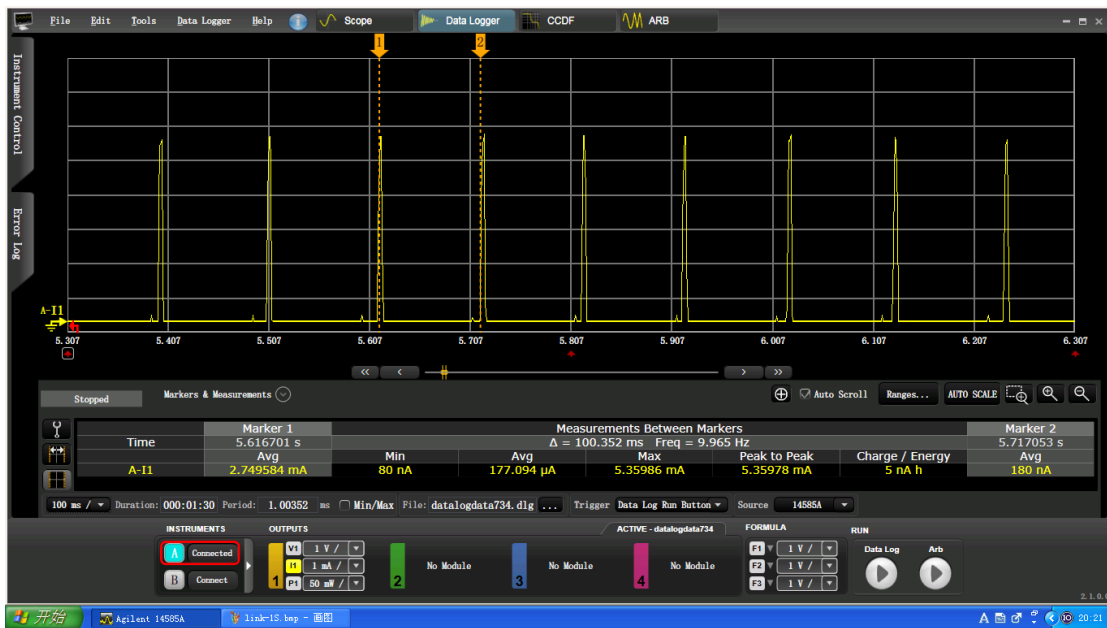 File Edit Tools Data Logger Help Scope Data Logger CCDF ARB
1 2
Instrument Control
Error Log
A-I1
5.307 5.407 5.507 5.607 5.707 5.807 5.907 6.007 6.107 6.207 6.307
<< < > >>
Stopped Markers & Measurements Auto Scroll Ranges... AUTO SCALE
Marker 1 Measurements Between Markers Marker 2
Time 5.616701 s Δ = 100.352 ms Freq = 9.965 Hz 5.717053 s
Avg Min Avg Max Peak to Peak Charge / Energy Avg
A-I1 2.749584 mA 80 nA 177.094 µA 5.35986 mA 5.35978 mA 5 nA h 180 nA
100 ms / Duration: 000:01:30 Period: 1.00352 ms Min/Max File: datalogdata734.dlg ... Trigger Data Log Run Button Source 14585A
INSTRUMENTS OUTPUTS ACTIVE - datalogdata734 FORMULA RUN
A Connected V1 1 V / F1 1 V / Data Log Arb
I1 1 mA / No Module No Module No Module F2 1 V /
B Connect 1 P1 50 mW / 2 3 4 F3 1 V /
2.1.0.
开始 Agilent 14585A link-1S.bmp - 画图 A 20:21